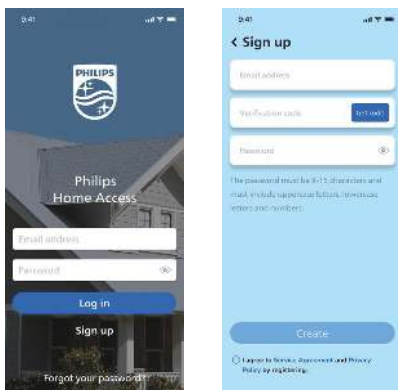 9:41
PHILIPS
Philips
Home Access
Email address
Password
Log in
Sign up
Forgot your password?
9:41
< Sign up
Email address
Verification code
Password
The password must be 8-15 characters and
must include uppercase letters, lowercase
letters and numbers.
Create
I agree to Service Agreement and Privacy
Policy by registering.